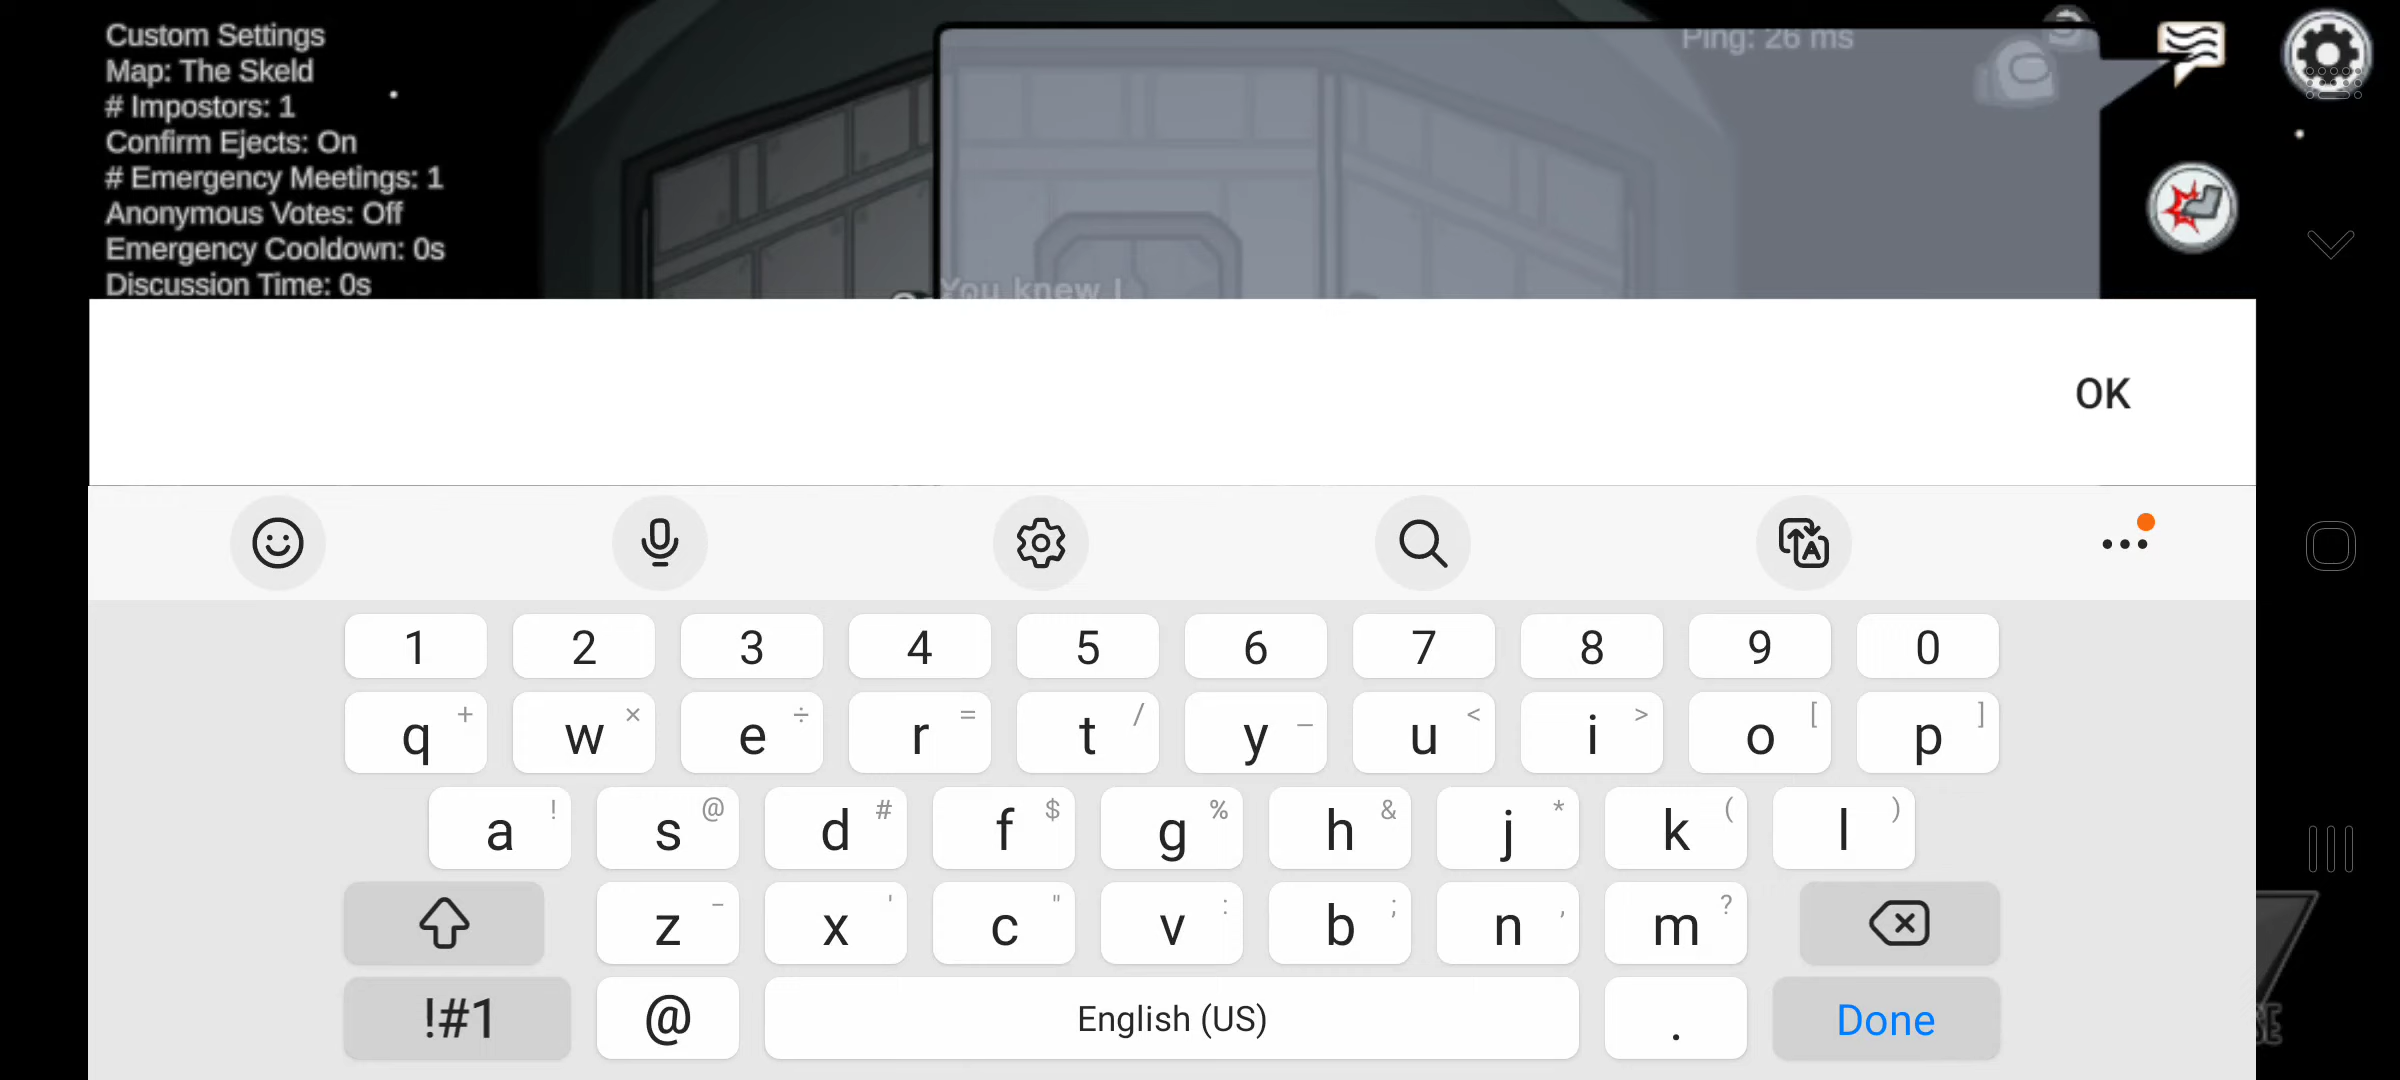 Custom Settings
Map: The Skeld
# Impostors: 1
Confirm Ejects: On
# Emergency Meetings: 1
Anonymous Votes: Off
Emergency Cooldown: 0s
Discussion Time: 0s
Ping: 26 ms
You knew I
OK
1 2 3 4 5 6 7 8 9 0
q + w × e ÷ r = t / y _ u < i > o [ p ]
a ! s @ d # f $ g % h & j * k ( l )
z - x ' c " v : b ; n , m ?
!#1 @ English (US) . Done